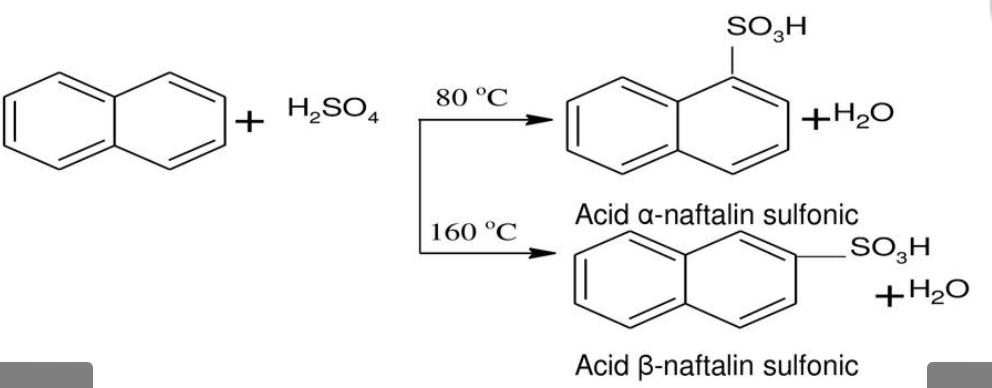 SO₃H
+ H₂SO₄
80 °C
+H₂O
Acid α-naftalin sulfonic
160 °C
SO₃H
+H₂O
Acid β-naftalin sulfonic